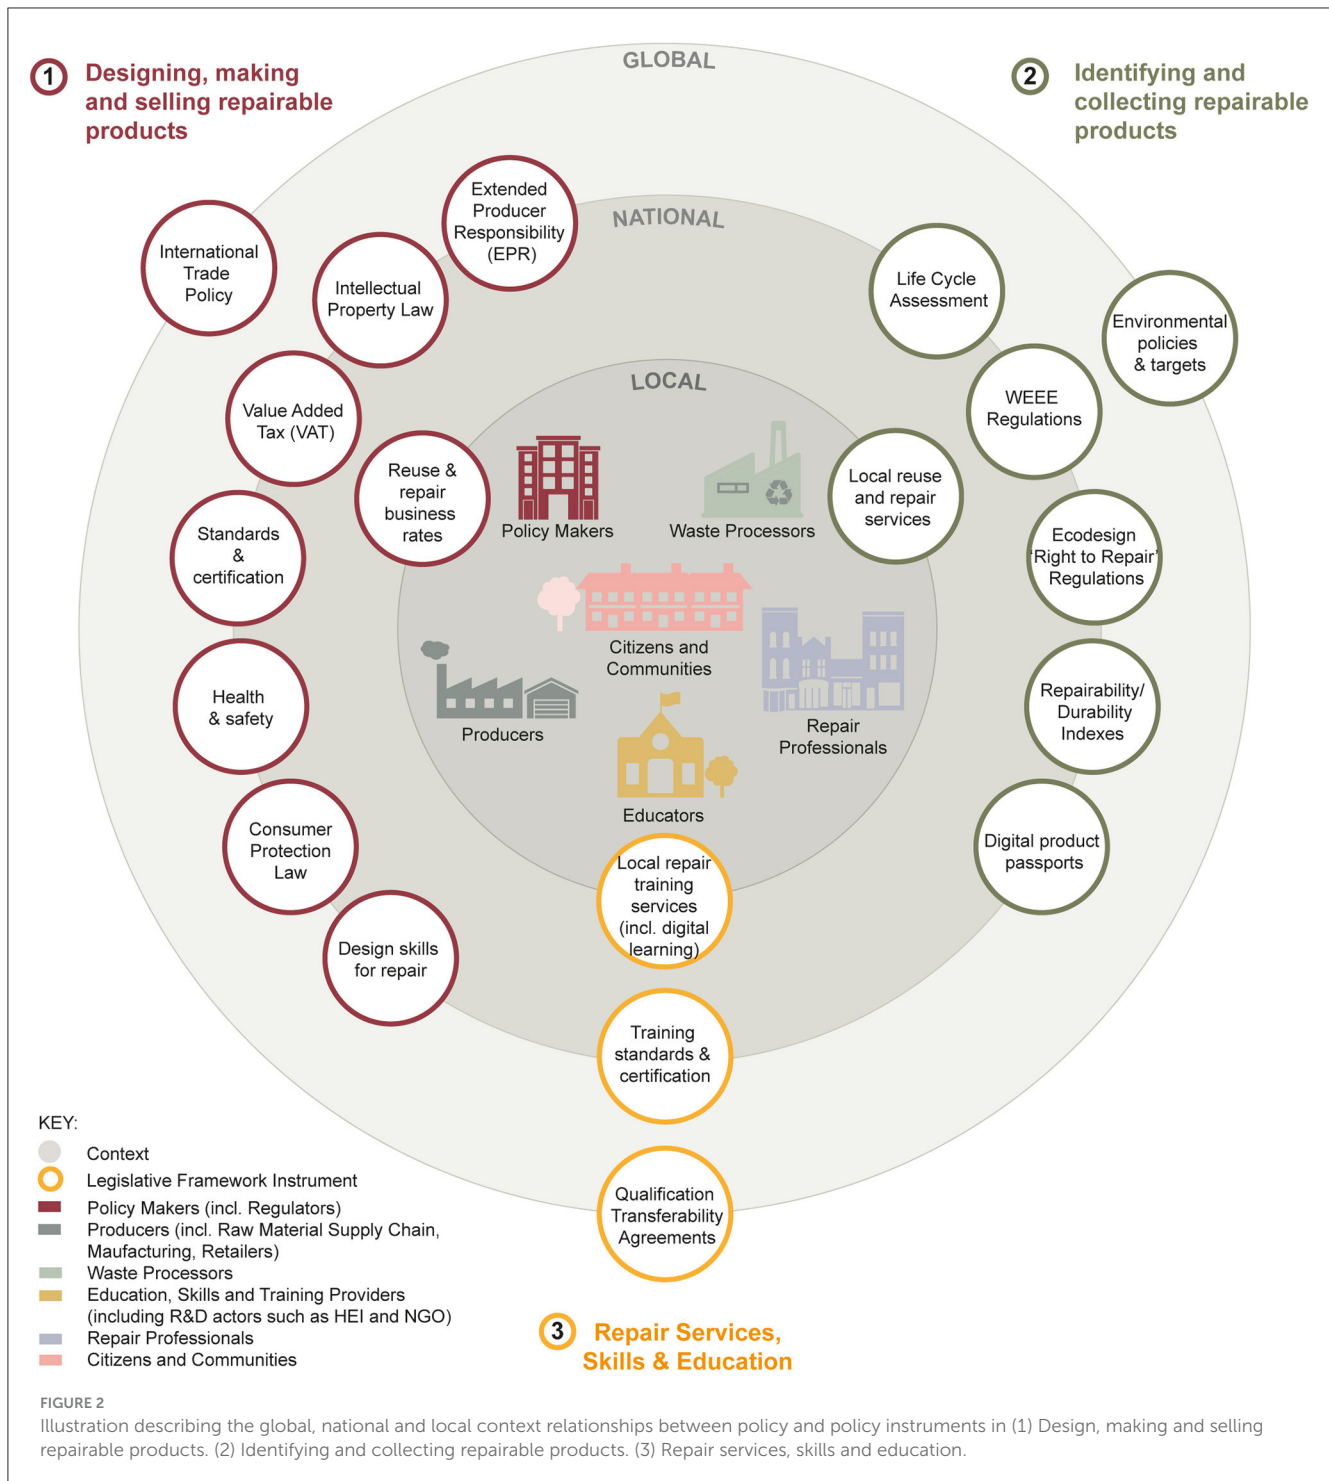 GLOBAL
1
Designing, making
and selling repairable
products
2
Identifying and
collecting repairable
products
NATIONAL
LOCAL
Extended
Producer
Responsibility
(EPR)
International
Trade
Policy
Intellectual
Property Law
Value Added
Tax (VAT)
Reuse &
repair
business
rates
Standards
&
certification
Health
& safety
Consumer
Protection
Law
Design skills
for repair
Life Cycle
Assessment
Environmental
policies
& targets
WEEE
Regulations
Local reuse
and repair
services
Ecodesign
'Right to Repair'
Regulations
Repairability/
Durability
Indexes
Digital product
passports
Policy Makers
Waste Processors
Citizens and
Communities
Producers
Repair
Professionals
Educators
Local repair
training
services
(incl. digital
learning)
Training
standards &
certification
Qualification
Transferability
Agreements
3
Repair Services,
Skills & Education
KEY:
Context
Legislative Framework Instrument
Policy Makers (incl. Regulators)
Producers (incl. Raw Material Supply Chain,
Maufacturing, Retailers)
Waste Processors
Education, Skills and Training Providers
(including R&D actors such as HEI and NGO)
Repair Professionals
Citizens and Communities
FIGURE 2
Illustration describing the global, national and local context relationships between policy and policy instruments in (1) Design, making and selling
repairable products. (2) Identifying and collecting repairable products. (3) Repair services, skills and education.